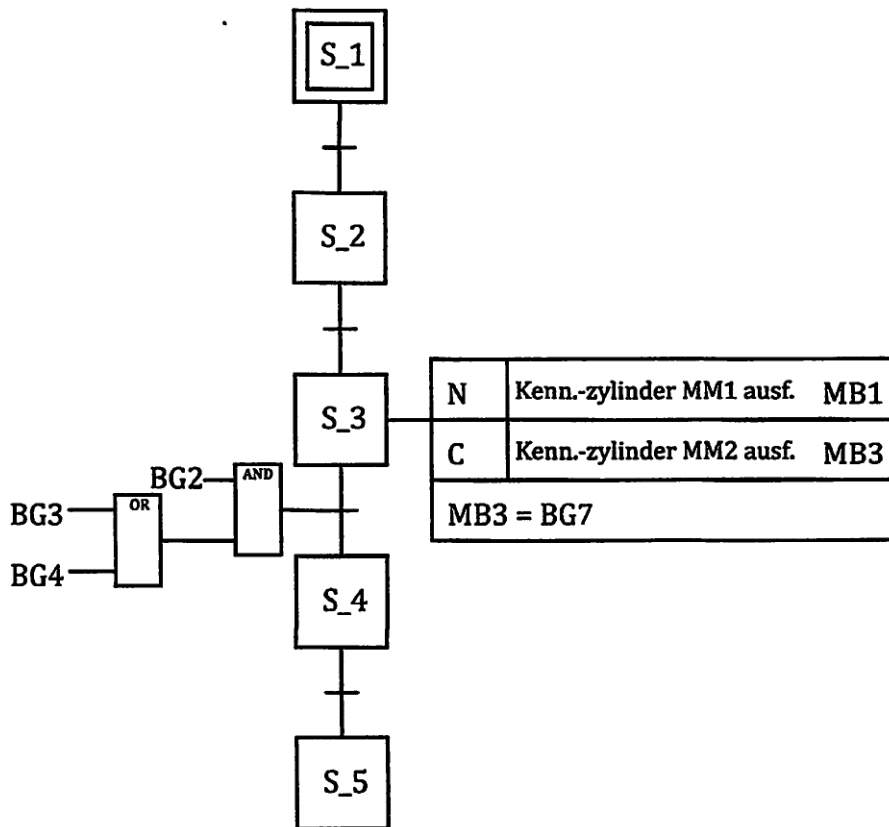 S_1
S_2
S_3
N Kenn.-zylinder MM1 ausf. MB1
C Kenn.-zylinder MM2 ausf. MB3
MB3 = BG7
BG2
AND
BG3
OR
BG4
S_4
S_5